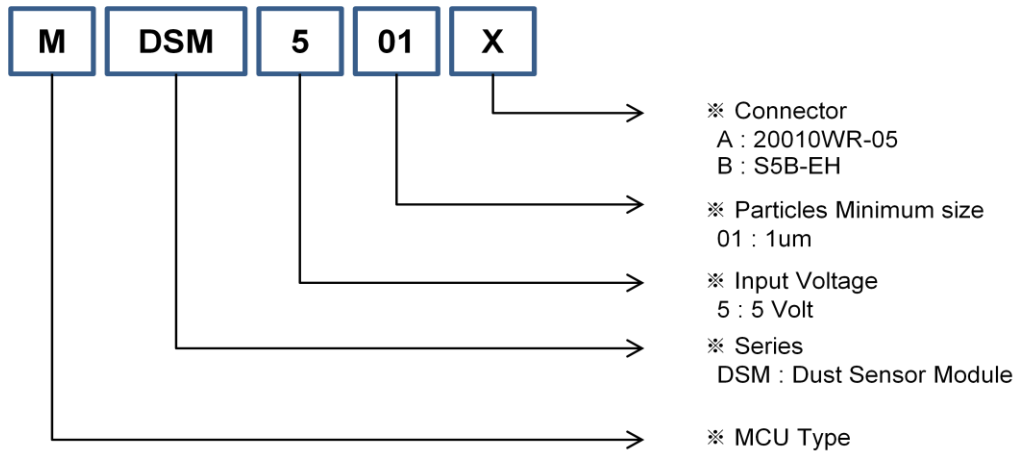 M DSM 5 01 X
※ Connector
A : 20010WR-05
B : S5B-EH
※ Particles Minimum size
01 : 1um
※ Input Voltage
5 : 5 Volt
※ Series
DSM : Dust Sensor Module
※ MCU Type